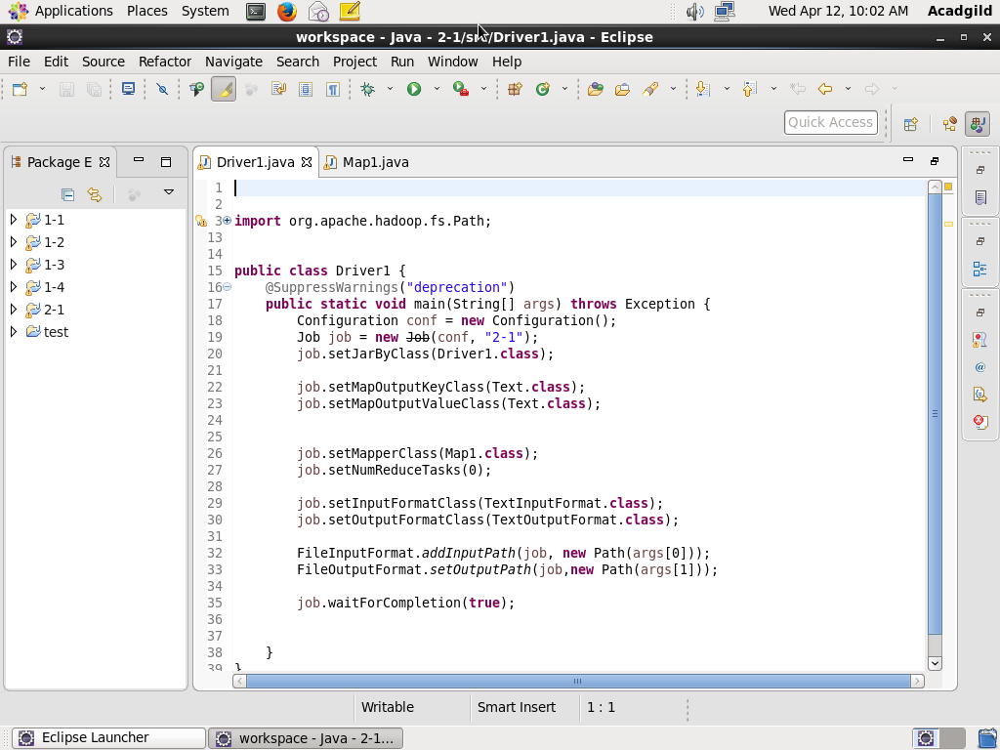 Applications Places System Wed Apr 12, 10:02 AM Acadgild
workspace - Java - 2-1/src/Driver1.java - Eclipse
File Edit Source Refactor Navigate Search Project Run Window Help
Quick Access
Package E Driver1.java Map1.java
1-1
1-2
1-3
1-4
2-1
test
1
2
3 import org.apache.hadoop.fs.Path;
13
14
15 public class Driver1 {
16 @SuppressWarnings("deprecation")
17 public static void main(String[] args) throws Exception {
18 Configuration conf = new Configuration();
19 Job job = new Job(conf, "2-1");
20 job.setJarByClass(Driver1.class);
21
22 job.setMapOutputKeyClass(Text.class);
23 job.setMapOutputValueClass(Text.class);
24
25
26 job.setMapperClass(Map1.class);
27 job.setNumReduceTasks(0);
28
29 job.setInputFormatClass(TextInputFormat.class);
30 job.setOutputFormatClass(TextOutputFormat.class);
31
32 FileInputFormat.addInputPath(job, new Path(args[0]));
33 FileOutputFormat.setOutputPath(job,new Path(args[1]));
34
35 job.waitForCompletion(true);
36
37
38 }
39 }
Writable Smart Insert 1 : 1
Eclipse Launcher workspace - Java - 2-1...